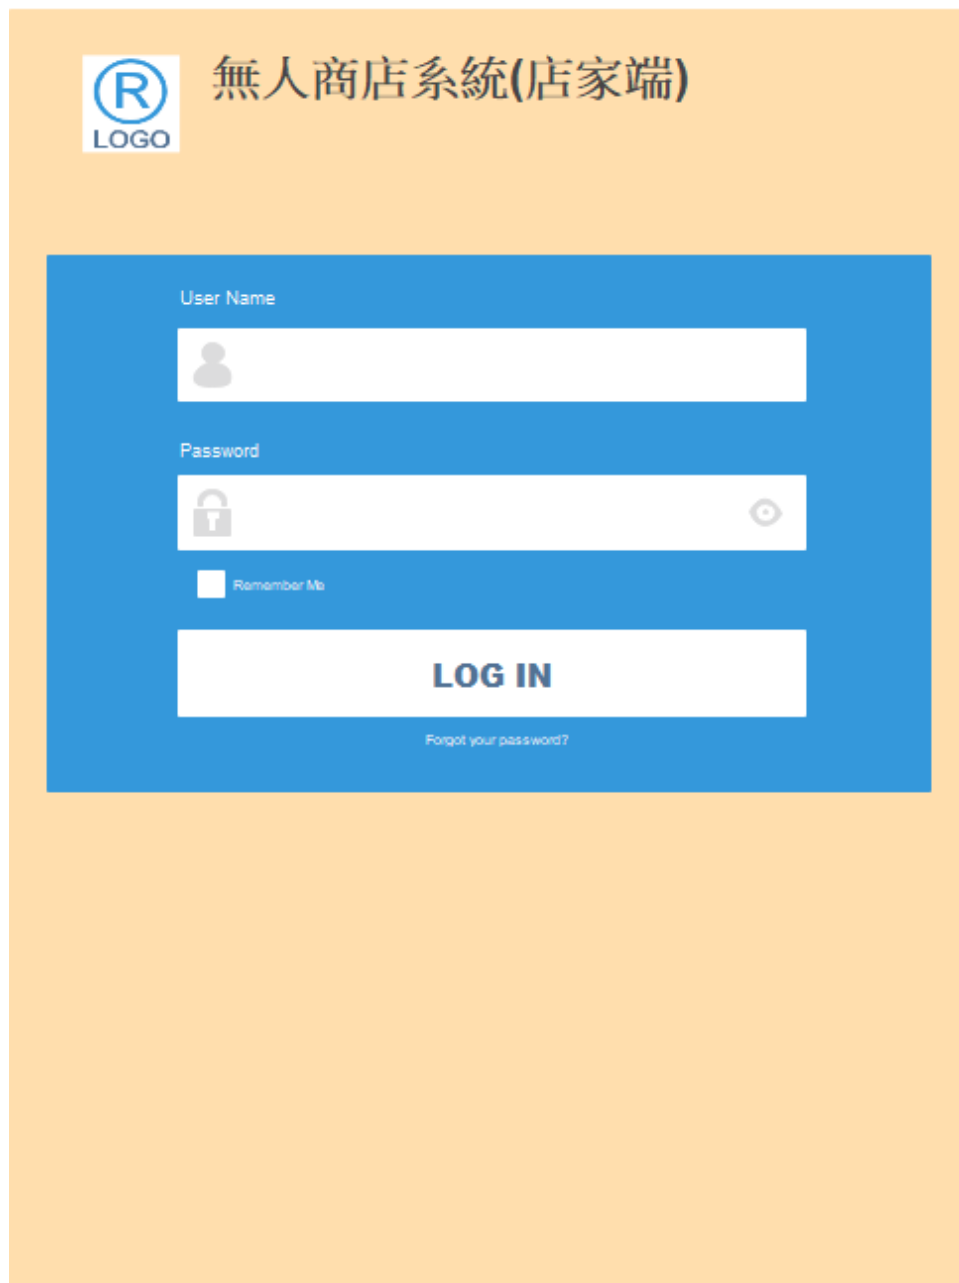 無人商店系統(店家端)
R
LOGO
User Name
Password
Remember Me
LOG IN
Forgot your password?